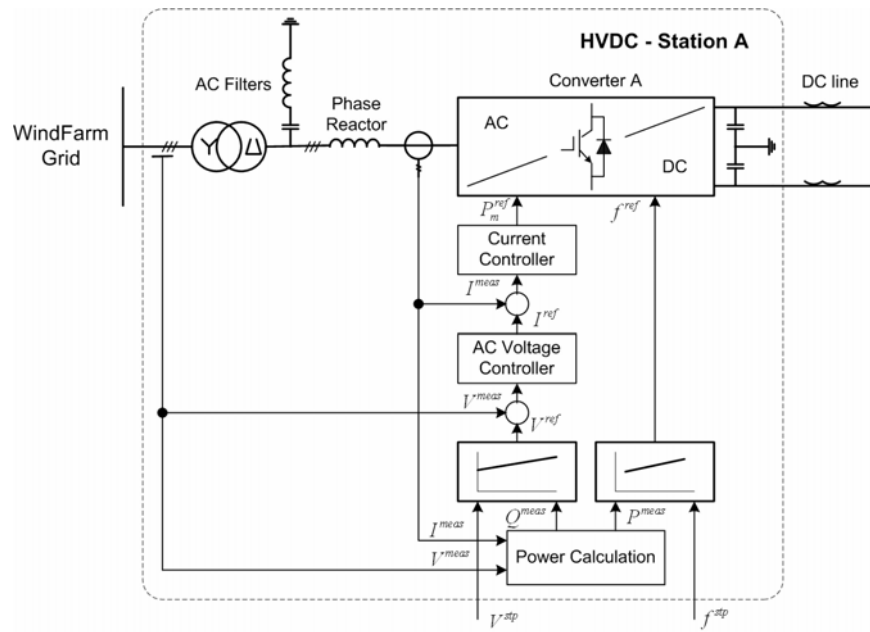 HVDC - Station A
AC Filters
Converter A
DC line
Phase
Reactor
WindFarm
Grid
AC
DC
P_m^ref
f^ref
Current
Controller
I^meas
I^ref
AC Voltage
Controller
V^meas
V^ref
Q^meas
P^meas
I^meas
V^meas
Power Calculation
V^stp
f^stp